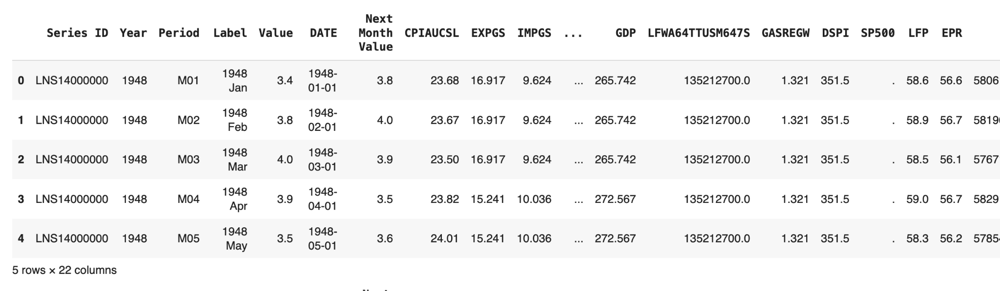 Series ID Year Period Label Value DATE Next Month Value CPIAUCSL EXPGS IMPGS ... GDP LFWA64TTUSM647S GASREGW DSPI SP500 LFP EPR
0 LNS14000000 1948 M01 1948 Jan 3.4 1948-01-01 3.8 23.68 16.917 9.624 ... 265.742 135212700.0 1.321 351.5 . 58.6 56.6 5806
1 LNS14000000 1948 M02 1948 Feb 3.8 1948-02-01 4.0 23.67 16.917 9.624 ... 265.742 135212700.0 1.321 351.5 . 58.9 56.7 5819
2 LNS14000000 1948 M03 1948 Mar 4.0 1948-03-01 3.9 23.50 16.917 9.624 ... 265.742 135212700.0 1.321 351.5 . 58.5 56.1 5767
3 LNS14000000 1948 M04 1948 Apr 3.9 1948-04-01 3.5 23.82 15.241 10.036 ... 272.567 135212700.0 1.321 351.5 . 59.0 56.7 5829
4 LNS14000000 1948 M05 1948 May 3.5 1948-05-01 3.6 24.01 15.241 10.036 ... 272.567 135212700.0 1.321 351.5 . 58.3 56.2 5785
5 rows × 22 columns